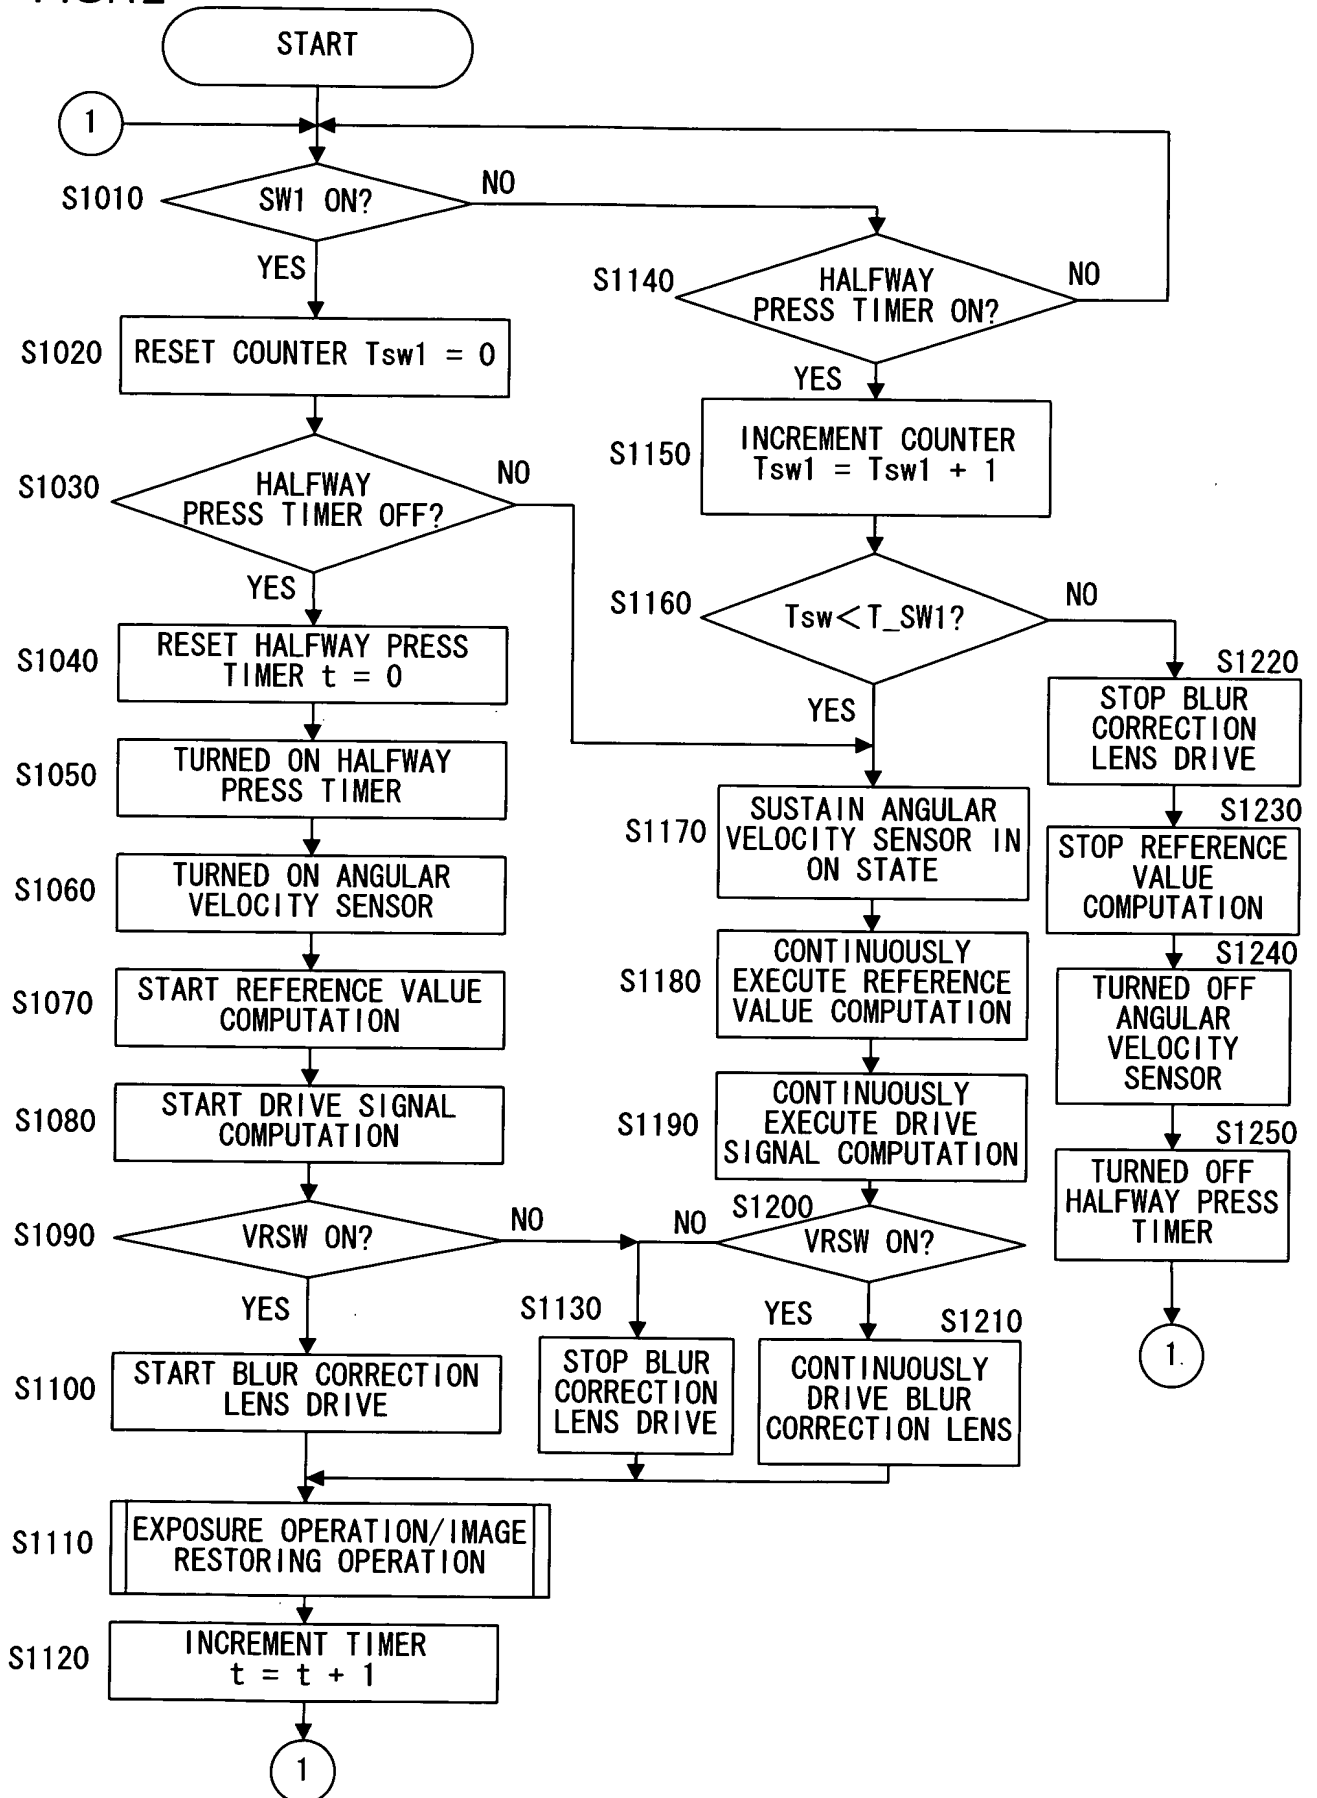 START
1
S1010
SW1 ON?
NO
YES
S1140
HALFWAY
PRESS TIMER ON?
NO
YES
S1020
RESET COUNTER Tsw1 = 0
S1150
INCREMENT COUNTER
Tsw1 = Tsw1 + 1
S1030
HALFWAY
PRESS TIMER OFF?
NO
YES
S1160
Tsw<T_SW1?
NO
YES
S1040
RESET HALFWAY PRESS
TIMER t = 0
S1050
TURNED ON HALFWAY
PRESS TIMER
S1060
TURNED ON ANGULAR
VELOCITY SENSOR
S1070
START REFERENCE VALUE
COMPUTATION
S1080
START DRIVE SIGNAL
COMPUTATION
S1090
VRSW ON?
NO
YES
S1100
START BLUR CORRECTION
LENS DRIVE
S1110
EXPOSURE OPERATION/IMAGE
RESTORING OPERATION
S1120
INCREMENT TIMER
t = t + 1
1
S1130
STOP BLUR
CORRECTION
LENS DRIVE
S1170
SUSTAIN ANGULAR
VELOCITY SENSOR IN
ON STATE
S1180
CONTINUOUSLY
EXECUTE REFERENCE
VALUE COMPUTATION
S1190
CONTINUOUSLY
EXECUTE DRIVE
SIGNAL COMPUTATION
S1200
NO
VRSW ON?
YES
S1210
CONTINUOUSLY
DRIVE BLUR
CORRECTION LENS
S1220
STOP BLUR
CORRECTION
LENS DRIVE
S1230
STOP REFERENCE
VALUE
COMPUTATION
S1240
TURNED OFF
ANGULAR
VELOCITY
SENSOR
S1250
TURNED OFF
HALFWAY PRESS
TIMER
1